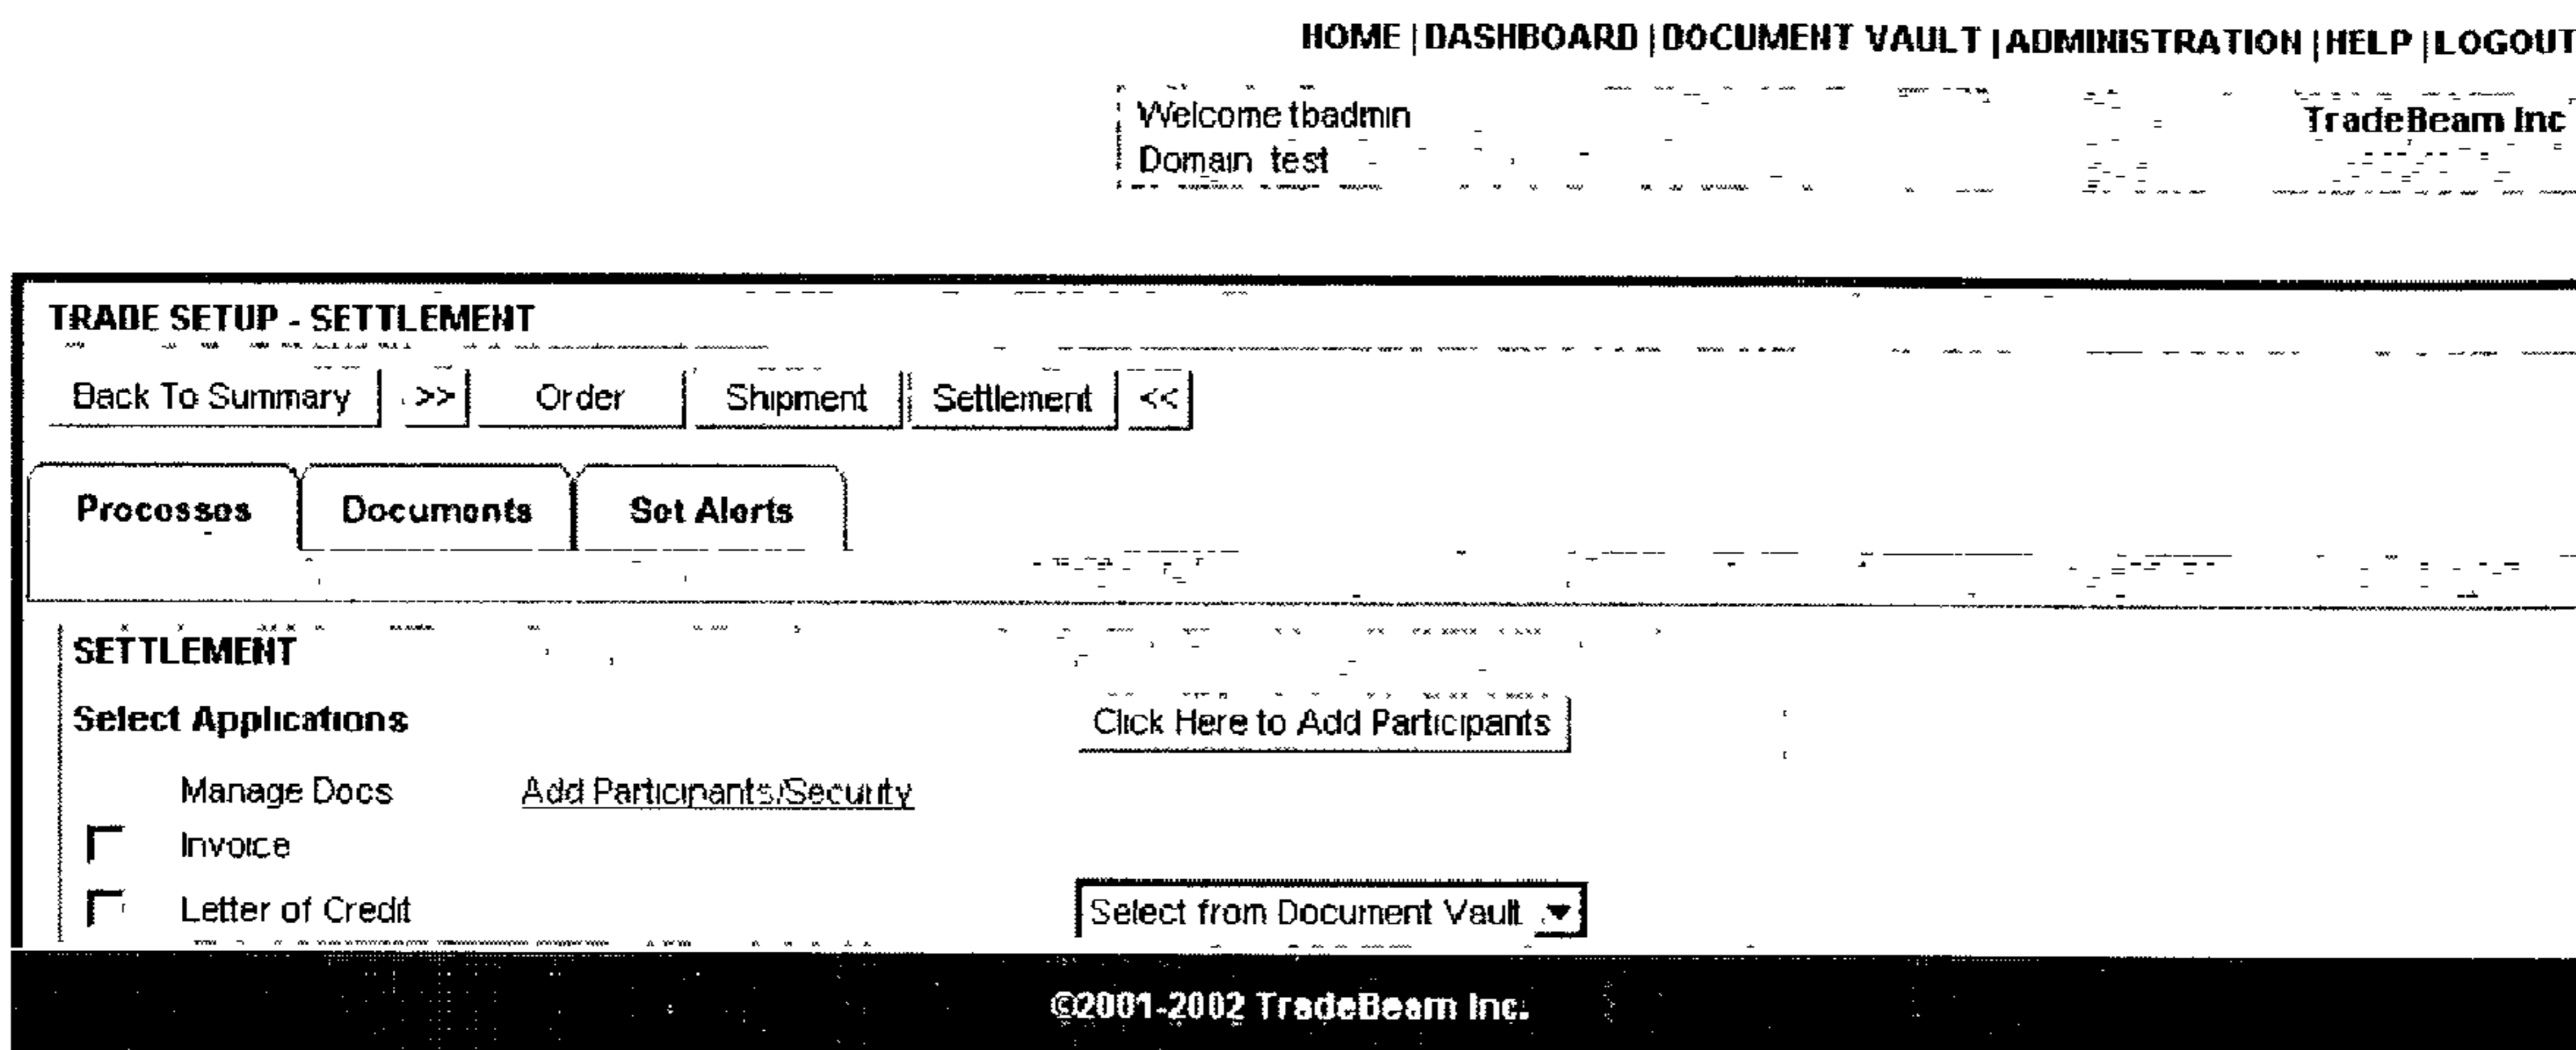 HOME | DASHBOARD | DOCUMENT VAULT | ADMINISTRATION | HELP | LOGOUT
Welcome tbadmin TradeBeam Inc
Domain test
TRADE SETUP - SETTLEMENT
Back To Summary >> Order Shipment Settlement <<
Processes Documents Set Alerts
SETTLEMENT
Select Applications Click Here to Add Participants
Manage Docs Add Participants/Security
Invoice
Letter of Credit Select from Document Vault
©2001-2002 TradeBeam Inc.